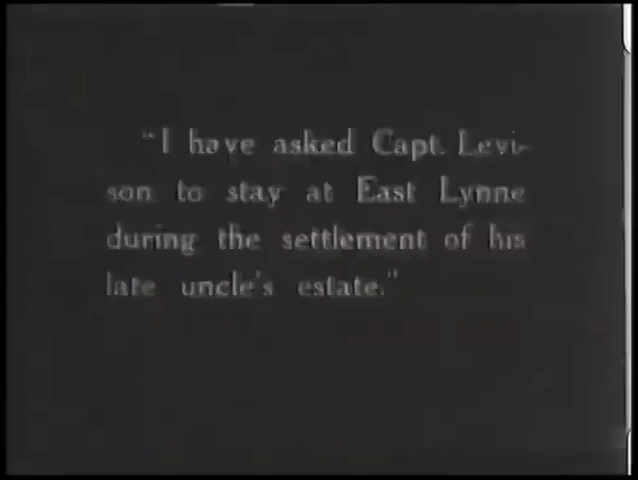 "I have asked Capt. Levi-
son to stay at East Lynne
during the settlement of his
late uncle's estate."